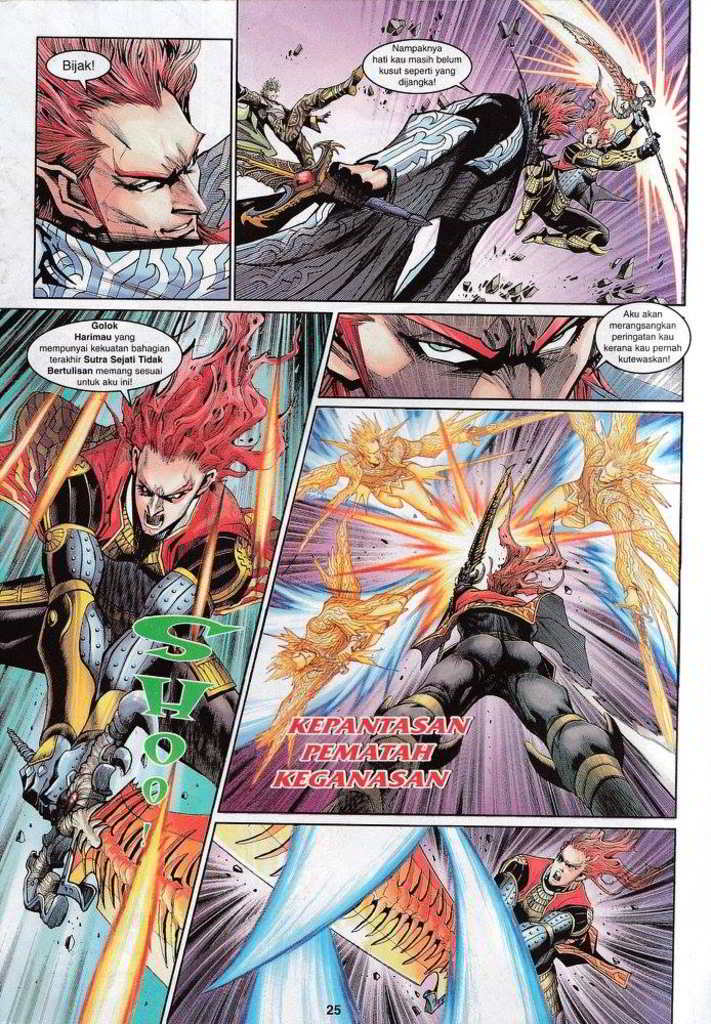 Bijak!
Nampaknya
hati kau masih belum
kusut seperti yang
dijangka!
Golok
Harimau yang
mempunyai kekuatan bahagian
terakhir Sutra Sejati Tidak
Bertulisan memang sesuai
untuk aku ini!
Aku akan
merangsangkan
peringatan kau
kerana kau pernah
kutewaskan!
SHOO!
KEPANTASAN
PEMATAH
KEGANASAN
25